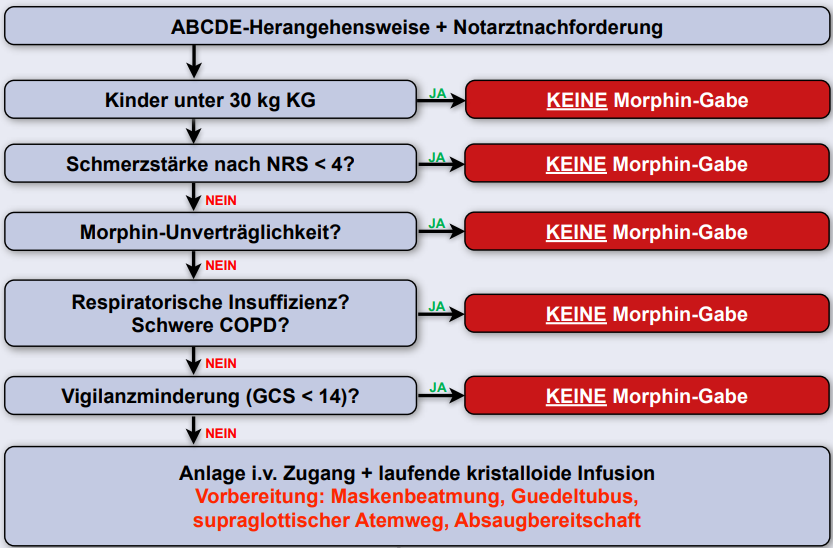 ABCDE-Herangehensweise + Notarztnachforderung
Kinder unter 30 kg KG
JA
KEINE Morphin-Gabe
Schmerzstärke nach NRS < 4?
JA
KEINE Morphin-Gabe
NEIN
Morphin-Unverträglichkeit?
JA
KEINE Morphin-Gabe
NEIN
Respiratorische Insuffizienz?
Schwere COPD?
JA
KEINE Morphin-Gabe
NEIN
Vigilanzminderung (GCS < 14)?
JA
KEINE Morphin-Gabe
NEIN
Anlage i.v. Zugang + laufende kristalloide Infusion
Vorbereitung: Maskenbeatmung, Guedeltubus,
supraglottischer Atemweg, Absaugbereitschaft